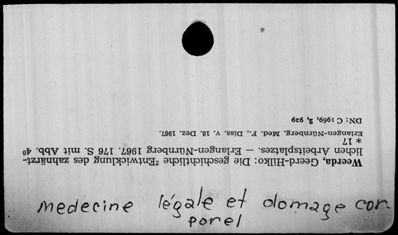 Weerda, Geerd-Hilko: Die geschichtliche Entwicklung des zahnärzt-
lichen Arbeitsplatzes. – Erlangen-Nürnberg 1967. 176 S. mit Abb. 4°
* 17
Erlangen-Nürnberg, Med. F., Diss. v. 18. Dez. 1967.
DN: C 1969, 2, 929
medecine légale et domage cor
porel